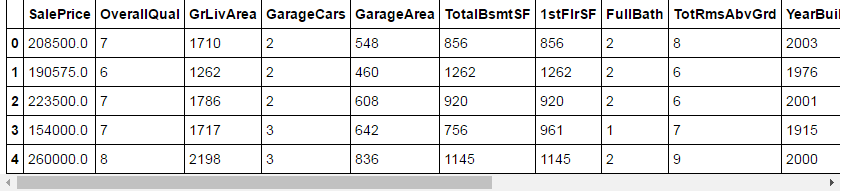 SalePrice OverallQual GrLivArea GarageCars GarageArea TotalBsmtSF 1stFlrSF FullBath TotRmsAbvGrd YearBuil
0 208500.0 7 1710 2 548 856 856 2 8 2003
1 190575.0 6 1262 2 460 1262 1262 2 6 1976
2 223500.0 7 1786 2 608 920 920 2 6 2001
3 154000.0 7 1717 3 642 756 961 1 7 1915
4 260000.0 8 2198 3 836 1145 1145 2 9 2000